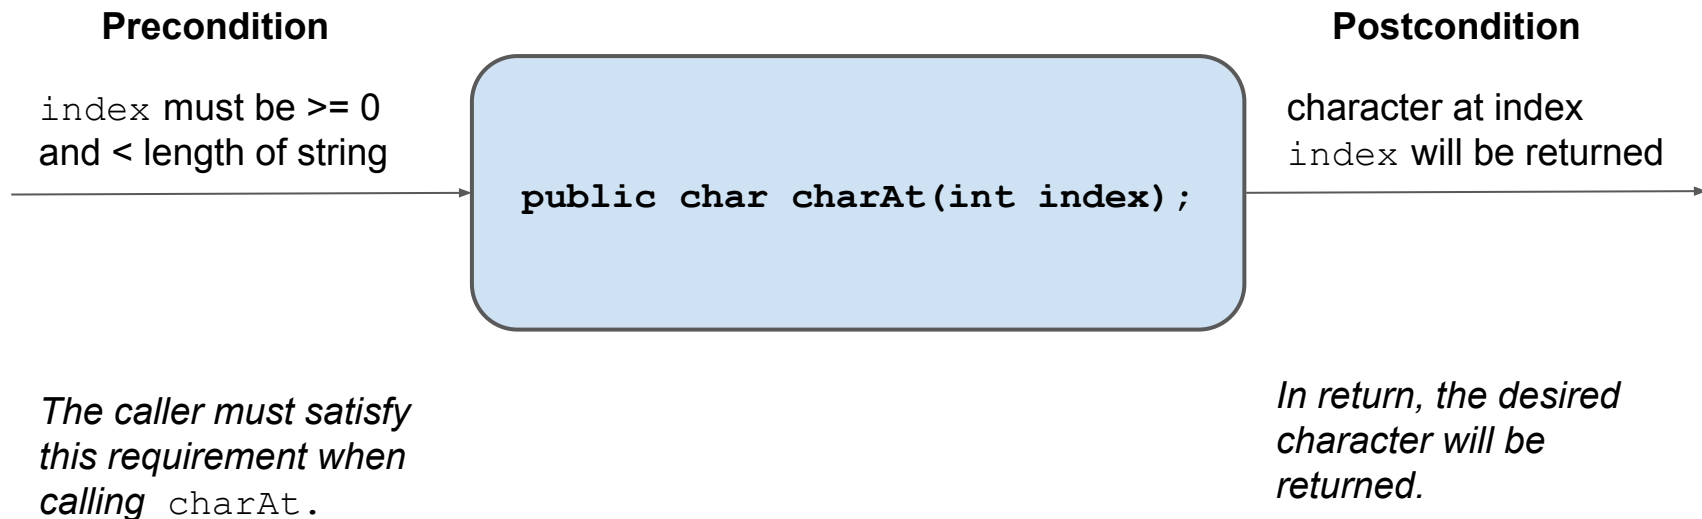 Precondition
index must be >= 0
and < length of string
public char charAt(int index);
Postcondition
character at index
index will be returned
The caller must satisfy
this requirement when
calling charAt.
In return, the desired
character will be
returned.